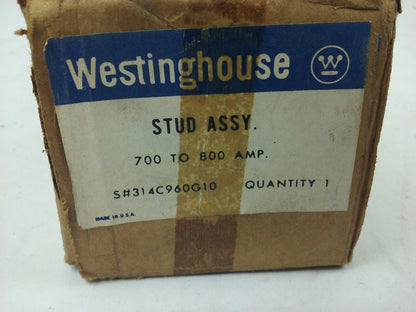 Westinghouse W
STUD ASSY.
700 TO 800 AMP.
S#314C960G10 QUANTITY 1
MADE IN U.S.A.